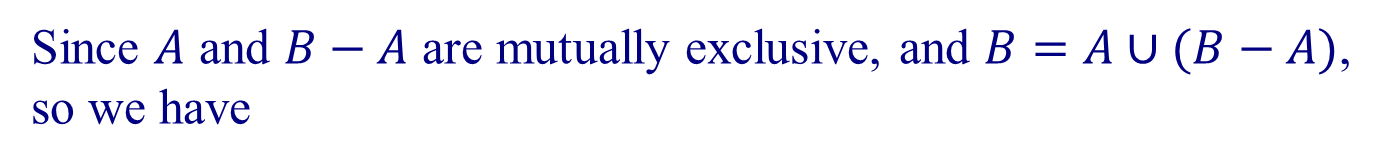 Since A and B − A are mutually exclusive, and B = A ∪ (B − A),
so we have